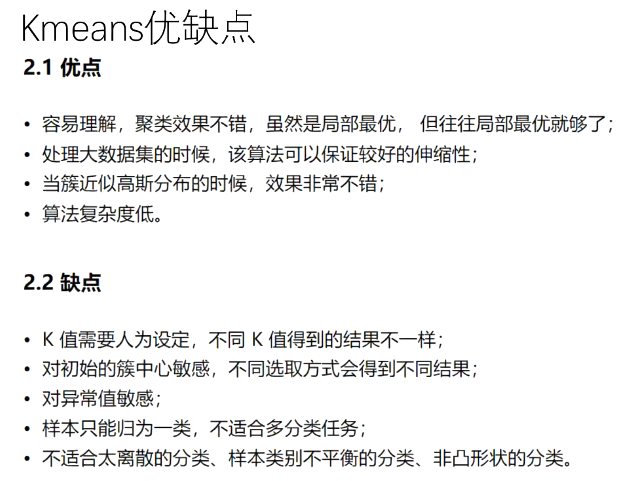 Kmeans优缺点
2.1 优点
• 容易理解，聚类效果不错，虽然是局部最优， 但往往局部最优就够了；
• 处理大数据集的时候，该算法可以保证较好的伸缩性；
• 当簇近似高斯分布的时候，效果非常不错；
• 算法复杂度低。
2.2 缺点
• K 值需要人为设定，不同 K 值得到的结果不一样；
• 对初始的簇中心敏感，不同选取方式会得到不同结果；
• 对异常值敏感；
• 样本只能归为一类，不适合多分类任务；
• 不适合太离散的分类、样本类别不平衡的分类、非凸形状的分类。